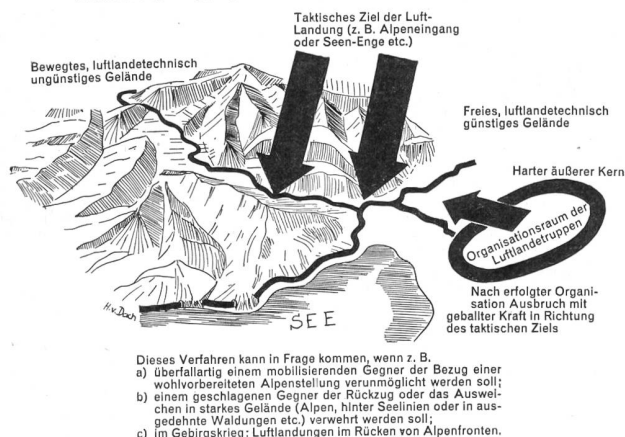 Taktisches Ziel der Luft-
Landung (z. B. Alpeneingang
oder Seen-Enge etc.)
Bewegtes, luftlandetechnisch
ungünstiges Gelände
Freies, luftlandetechnisch
günstiges Gelände
Harter äußerer Kern
Organisationsraum der
Luftlandetruppen
Nach erfolgter Organi-
sation Ausbruch mit
geballter Kraft in Richtung
des taktischen Ziels
H.v.Dach
SEE
Dieses Verfahren kann in Frage kommen, wenn z. B.
a) überfallartig einem mobilisierenden Gegner der Bezug einer
wohlvorbereiteten Alpenstellung verunmöglicht werden soll;
b) einem geschlagenen Gegner der Rückzug oder das Auswei-
chen in starkes Gelände (Alpen, hinter Seelinien oder in aus-
gedehnte Waldungen etc.) verwehrt werden soll;
c) im Gebirgskrieg: Luftlandungen im Rücken von Alpenfronten.